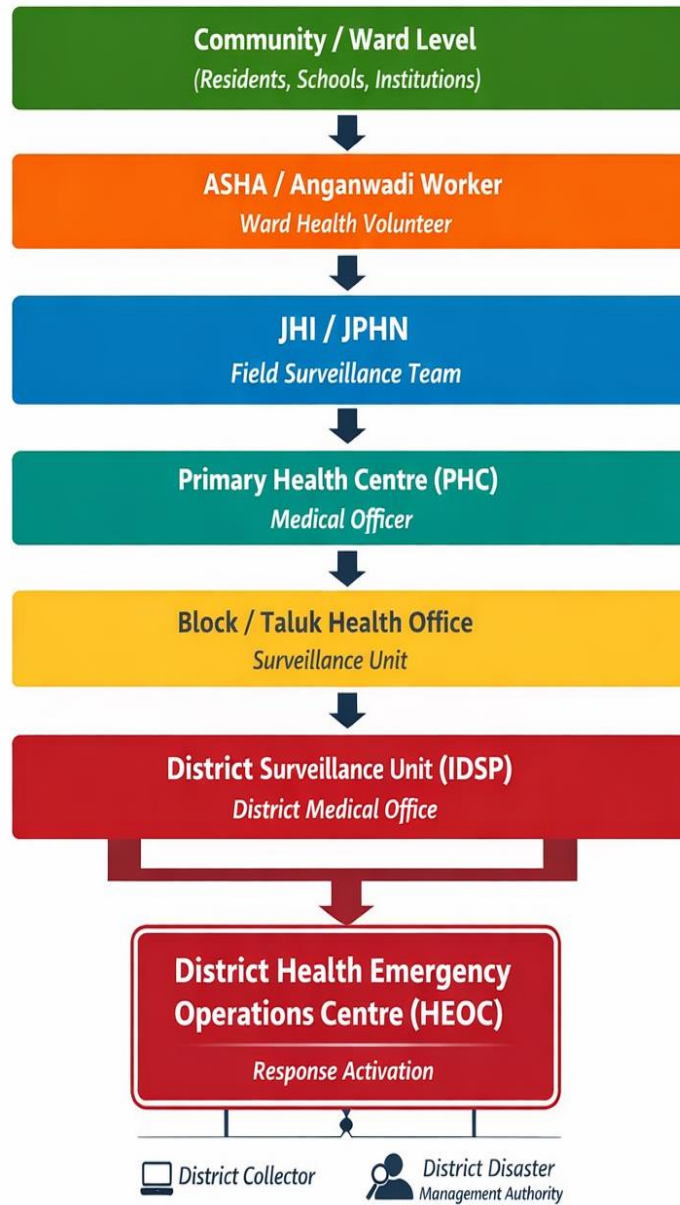 Community / Ward Level
(Residents, Schools, Institutions)
ASHA / Anganwadi Worker
Ward Health Volunteer
JHI / JPHN
Field Surveillance Team
Primary Health Centre (PHC)
Medical Officer
Block / Taluk Health Office
Surveillance Unit
District Surveillance Unit (IDSP)
District Medical Office
District Health Emergency
Operations Centre (HEOC)
Response Activation
District Collector
District Disaster
Management Authority